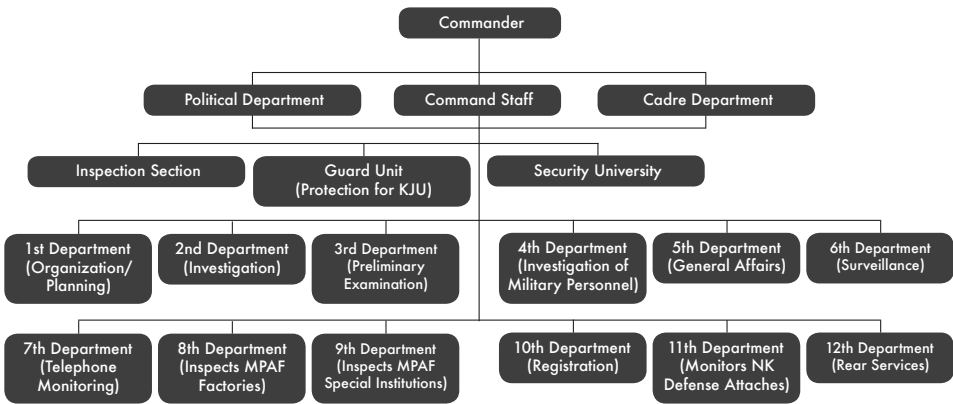 Commander
Political Department
Command Staff
Cadre Department
Inspection Section
Guard Unit
(Protection for KJU)
Security University
1st Department
(Organization/
Planning)
2nd Department
(Investigation)
3rd Department
(Preliminary
Examination)
4th Department
(Investigation of
Military Personnel)
5th Department
(General Affairs)
6th Department
(Surveillance)
7th Department
(Telephone
Monitoring)
8th Department
(Inspects MPAF
Factories)
9th Department
(Inspects MPAF
Special Institutions)
10th Department
(Registration)
11th Department
(Monitors NK
Defense Attaches)
12th Department
(Rear Services)